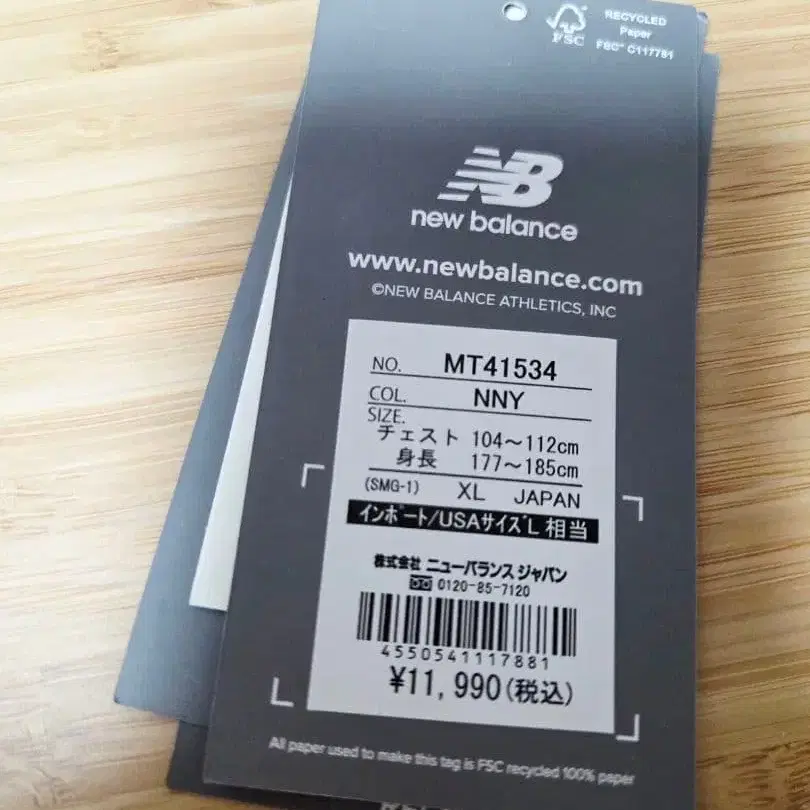 FSC
RECYCLED
Paper
FSC® C117781
NB
new balance
www.newbalance.com
©NEW BALANCE ATHLETICS, INC
NO. MT41534
COL. NNY
SIZE.
チェスト 104～112cm
身長 177～185cm
(SMG-1) XL JAPAN
インポート/USAサイズL 相当
株式会社 ニューバランス ジャパン
0120-85-7120
4550541117881
¥11,990(税込)
All paper used to make this tag is FSC recycled 100% paper